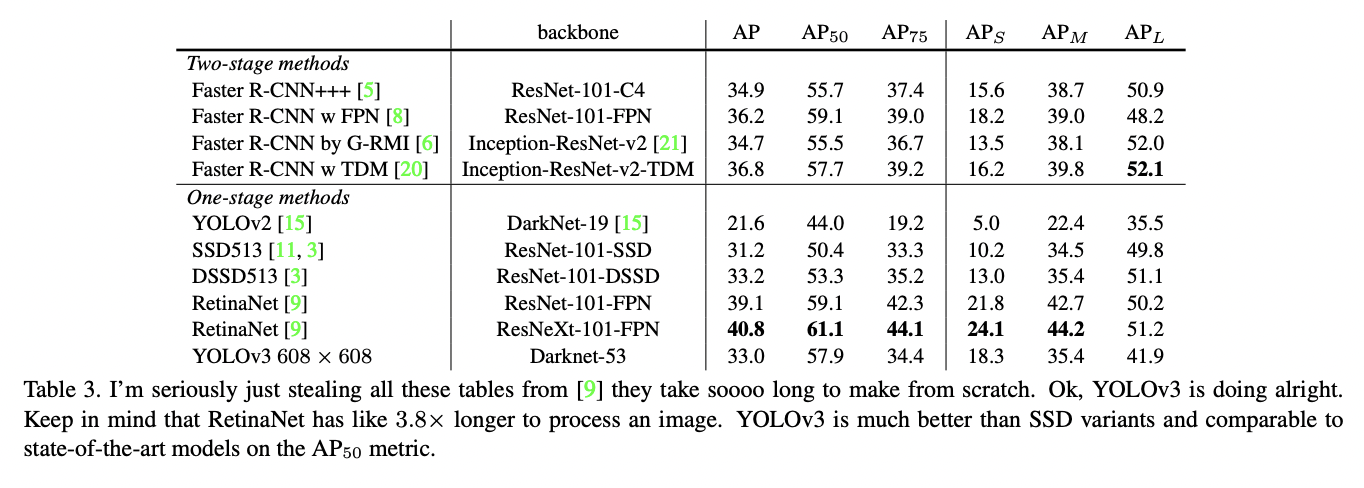 backbone AP AP50 AP75 APS APM APL
Two-stage methods
Faster R-CNN+++ [5] ResNet-101-C4 34.9 55.7 37.4 15.6 38.7 50.9
Faster R-CNN w FPN [8] ResNet-101-FPN 36.2 59.1 39.0 18.2 39.0 48.2
Faster R-CNN by G-RMI [6] Inception-ResNet-v2 [21] 34.7 55.5 36.7 13.5 38.1 52.0
Faster R-CNN w TDM [20] Inception-ResNet-v2-TDM 36.8 57.7 39.2 16.2 39.8 52.1
One-stage methods
YOLOv2 [15] DarkNet-19 [15] 21.6 44.0 19.2 5.0 22.4 35.5
SSD513 [11, 3] ResNet-101-SSD 31.2 50.4 33.3 10.2 34.5 49.8
DSSD513 [3] ResNet-101-DSSD 33.2 53.3 35.2 13.0 35.4 51.1
RetinaNet [9] ResNet-101-FPN 39.1 59.1 42.3 21.8 42.7 50.2
RetinaNet [9] ResNeXt-101-FPN 40.8 61.1 44.1 24.1 44.2 51.2
YOLOv3 608 × 608 Darknet-53 33.0 57.9 34.4 18.3 35.4 41.9
Table 3. I'm seriously just stealing all these tables from [9] they take soooo long to make from scratch. Ok, YOLOv3 is doing alright.
Keep in mind that RetinaNet has like 3.8× longer to process an image. YOLOv3 is much better than SSD variants and comparable to
state-of-the-art models on the AP50 metric.